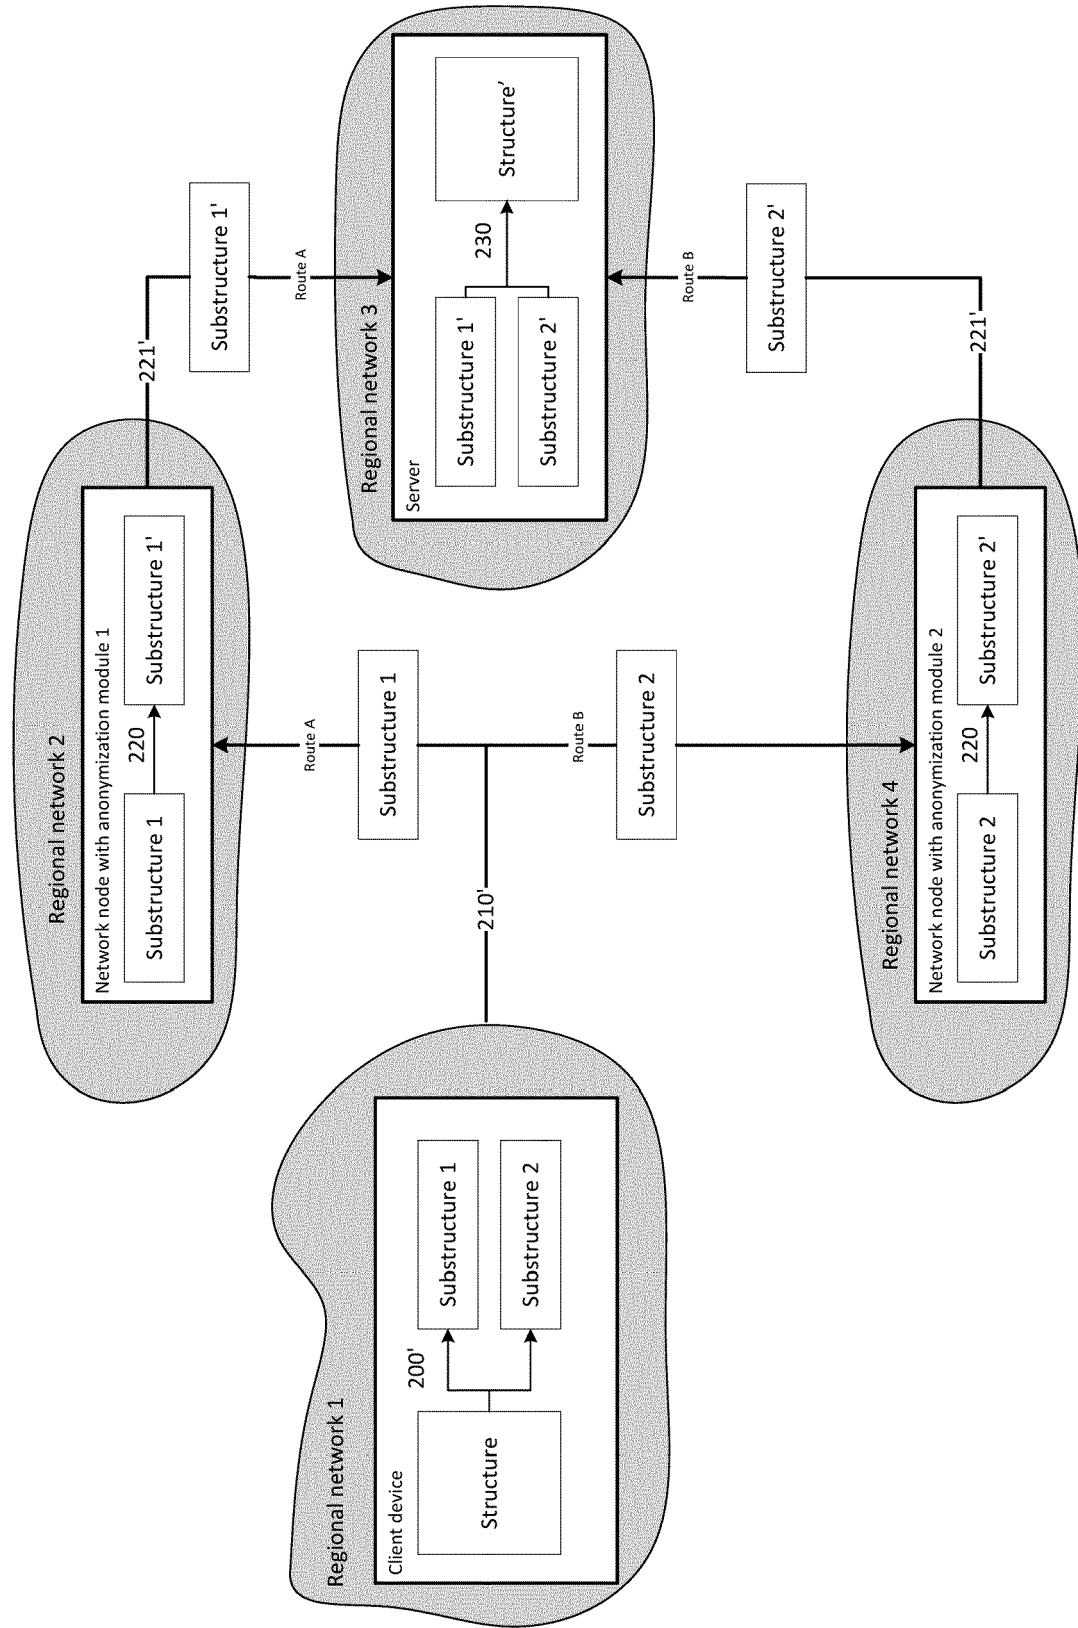 Regional network 1
Client device
Structure
200'
Substructure 1
Substructure 2
210'
Route A
Substructure 1
Route B
Substructure 2
Regional network 2
Network node with anonymization module 1
Substructure 1
220
Substructure 1'
221'
Substructure 1'
Route A
Regional network 4
Network node with anonymization module 2
Substructure 2
220
Substructure 2'
221'
Substructure 2'
Route B
Regional network 3
Server
Substructure 1'
Substructure 2'
230
Structure’